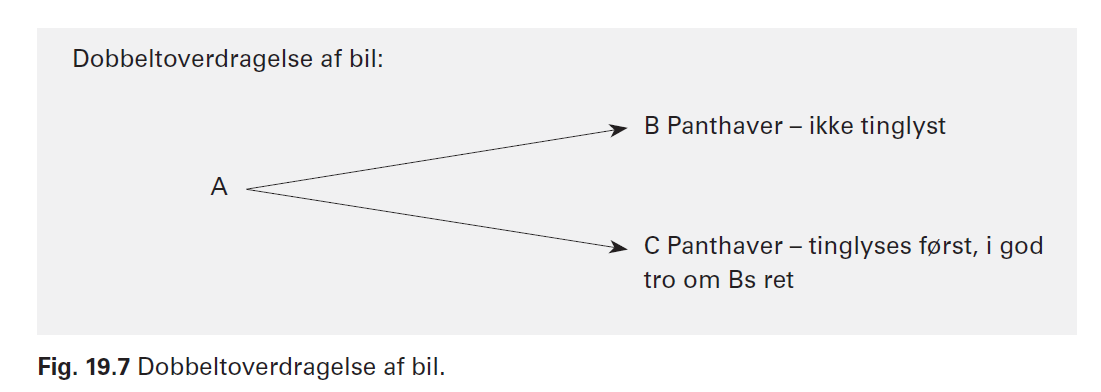 Dobbeltoverdragelse af bil:
B Panthaver – ikke tinglyst
A
C Panthaver – tinglyses først, i god
tro om Bs ret
Fig. 19.7 Dobbeltoverdragelse af bil.